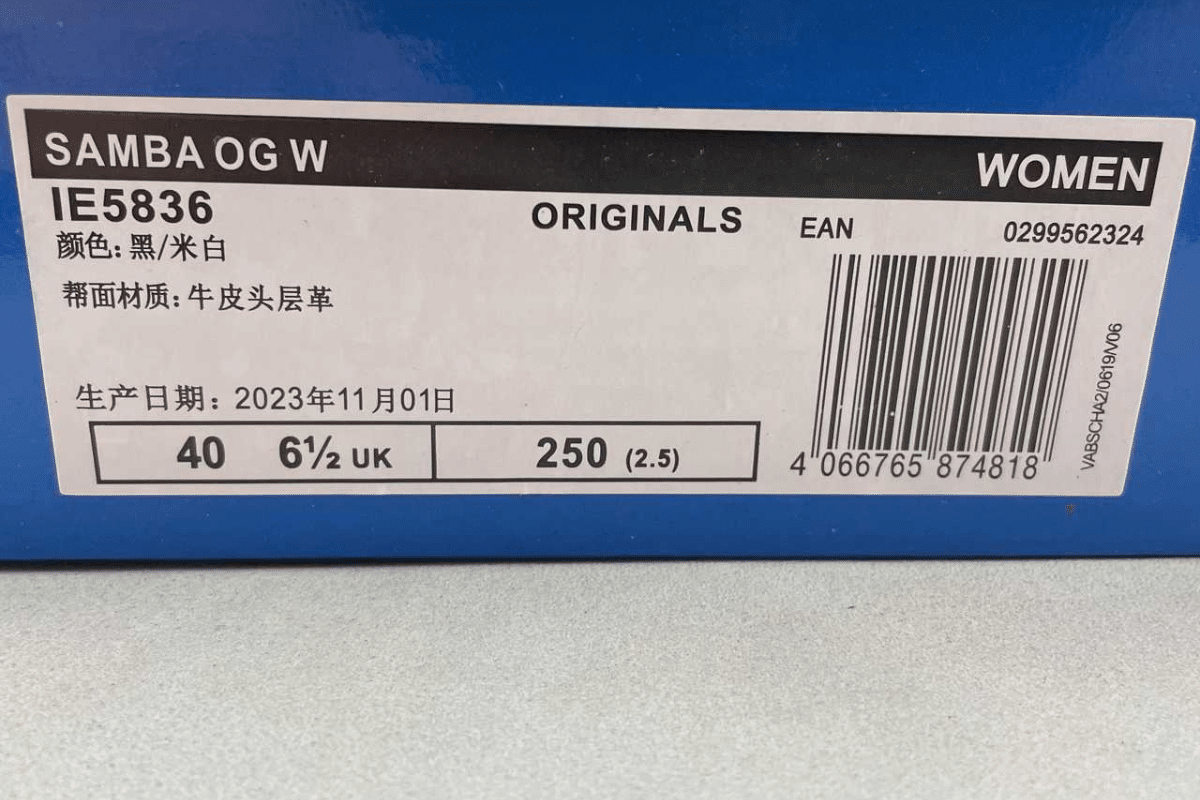 SAMBA OG W
WOMEN
IE5836
ORIGINALS
EAN
0299562324
颜色: 黑/米白
帮面材质: 牛皮头层革
生产日期: 2023年11月01日
40 6½ UK
250 (2.5)
4 066765 874818
VABSCHA2/0619/V06